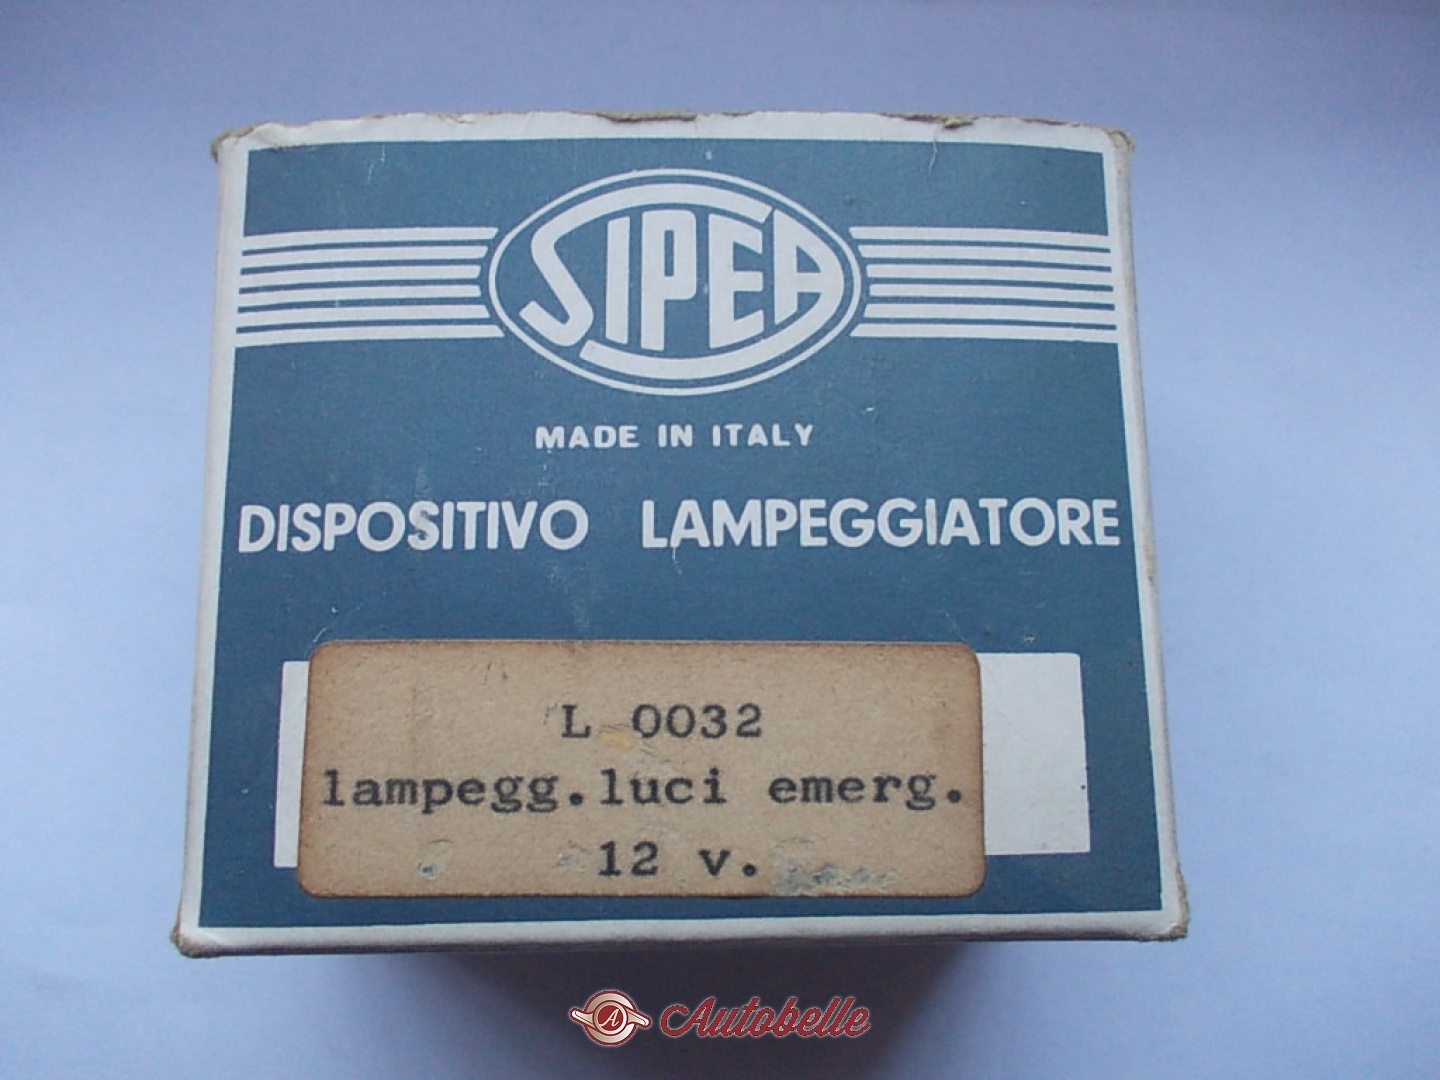 SIPEA
MADE IN ITALY
DISPOSITIVO LAMPEGGIATORE
L 0032
lampegg.luci emerg.
12 v.
A Autobelle